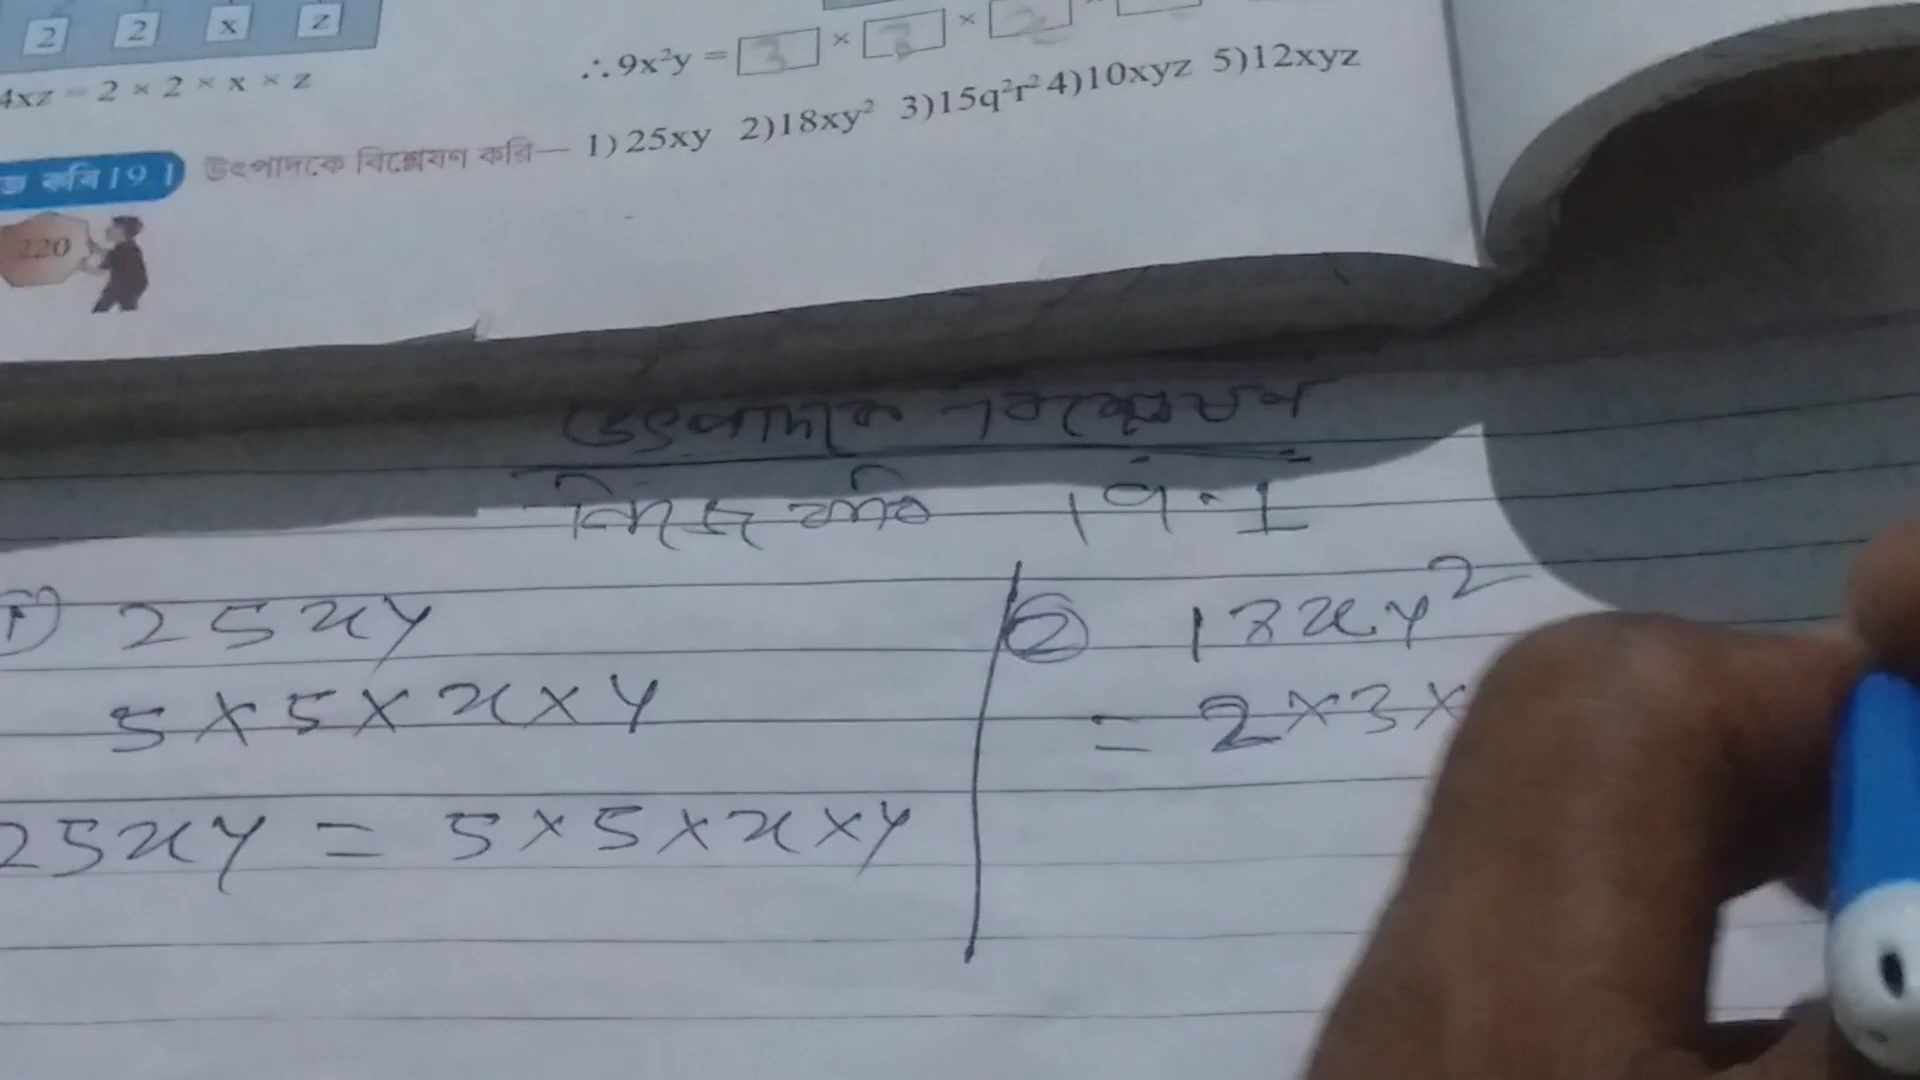 2 2 x z
4xz = 2 × 2 × x × z
∴ 9x²y = 3 × 3 ×
করি 19.1 উৎপাদকে বিশ্লেষণ করি— 1) 25xy 2) 18xy² 3) 15q²r² 4) 10xyz 5) 12xyz
220
উৎপাদকে বিশ্লেষণ
নিজে করি 19.1
1) 25xy
5 × 5 × x × y
25xy = 5 × 5 × x × y
2 18xy²
= 2 × 3 ×